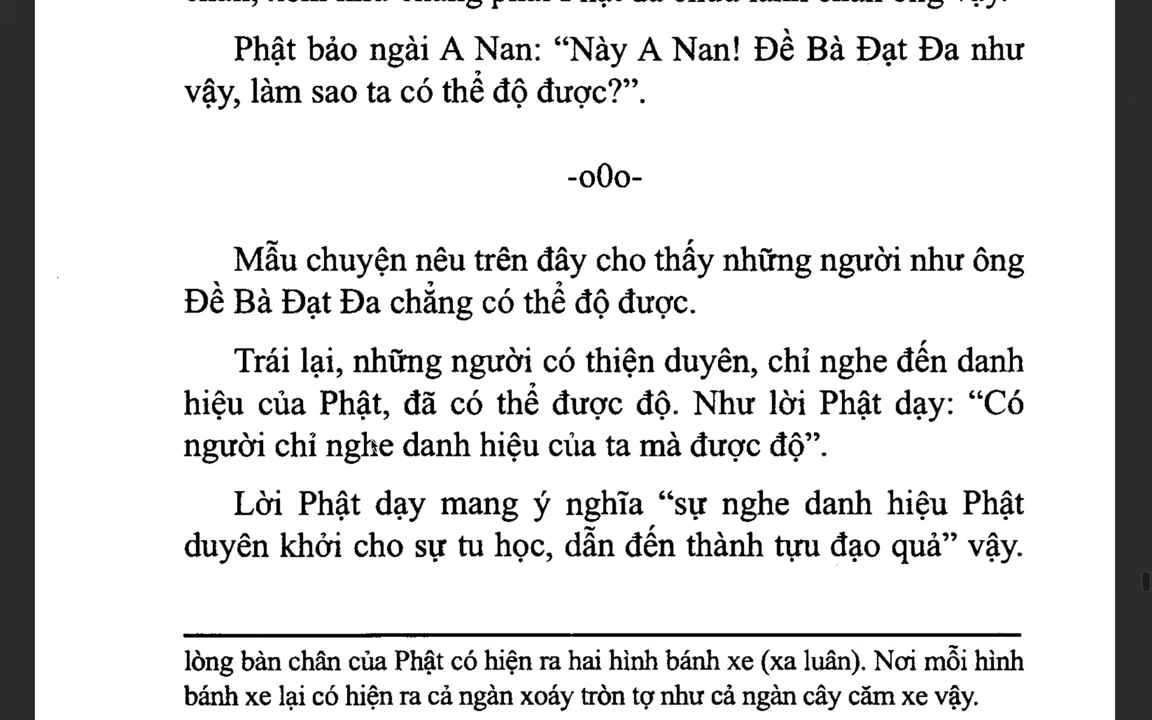 Phật bảo ngài A Nan: “Này A Nan! Đề Bà Đạt Đa như
vậy, làm sao ta có thể độ được?”.
-o0o-
Mẫu chuyện nêu trên đây cho thấy những người như ông
Đề Bà Đạt Đa chẳng có thể độ được.
Trái lại, những người có thiện duyên, chỉ nghe đến danh
hiệu của Phật, đã có thể được độ. Như lời Phật dạy: “Có
người chỉ nghe danh hiệu của ta mà được độ”.
Lời Phật dạy mang ý nghĩa “sự nghe danh hiệu Phật
duyên khởi cho sự tu học, dẫn đến thành tựu đạo quả” vậy.
lòng bàn chân của Phật có hiện ra hai hình bánh xe (xa luân). Nơi mỗi hình
bánh xe lại có hiện ra cả ngàn xoáy tròn tợ như cả ngàn cây căm xe vậy.